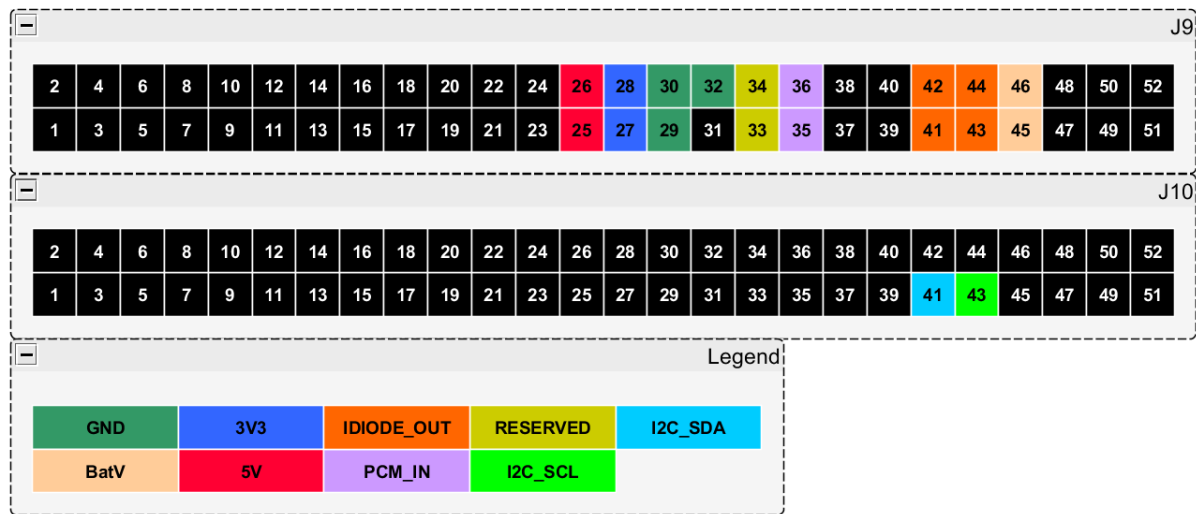 J9
2 4 6 8 10 12 14 16 18 20 22 24 26 28 30 32 34 36 38 40 42 44 46 48 50 52
1 3 5 7 9 11 13 15 17 19 21 23 25 27 29 31 33 35 37 39 41 43 45 47 49 51
J10
2 4 6 8 10 12 14 16 18 20 22 24 26 28 30 32 34 36 38 40 42 44 46 48 50 52
1 3 5 7 9 11 13 15 17 19 21 23 25 27 29 31 33 35 37 39 41 43 45 47 49 51
Legend
GND 3V3 IDIODE_OUT RESERVED I2C_SDA
BatV 5V PCM_IN I2C_SCL